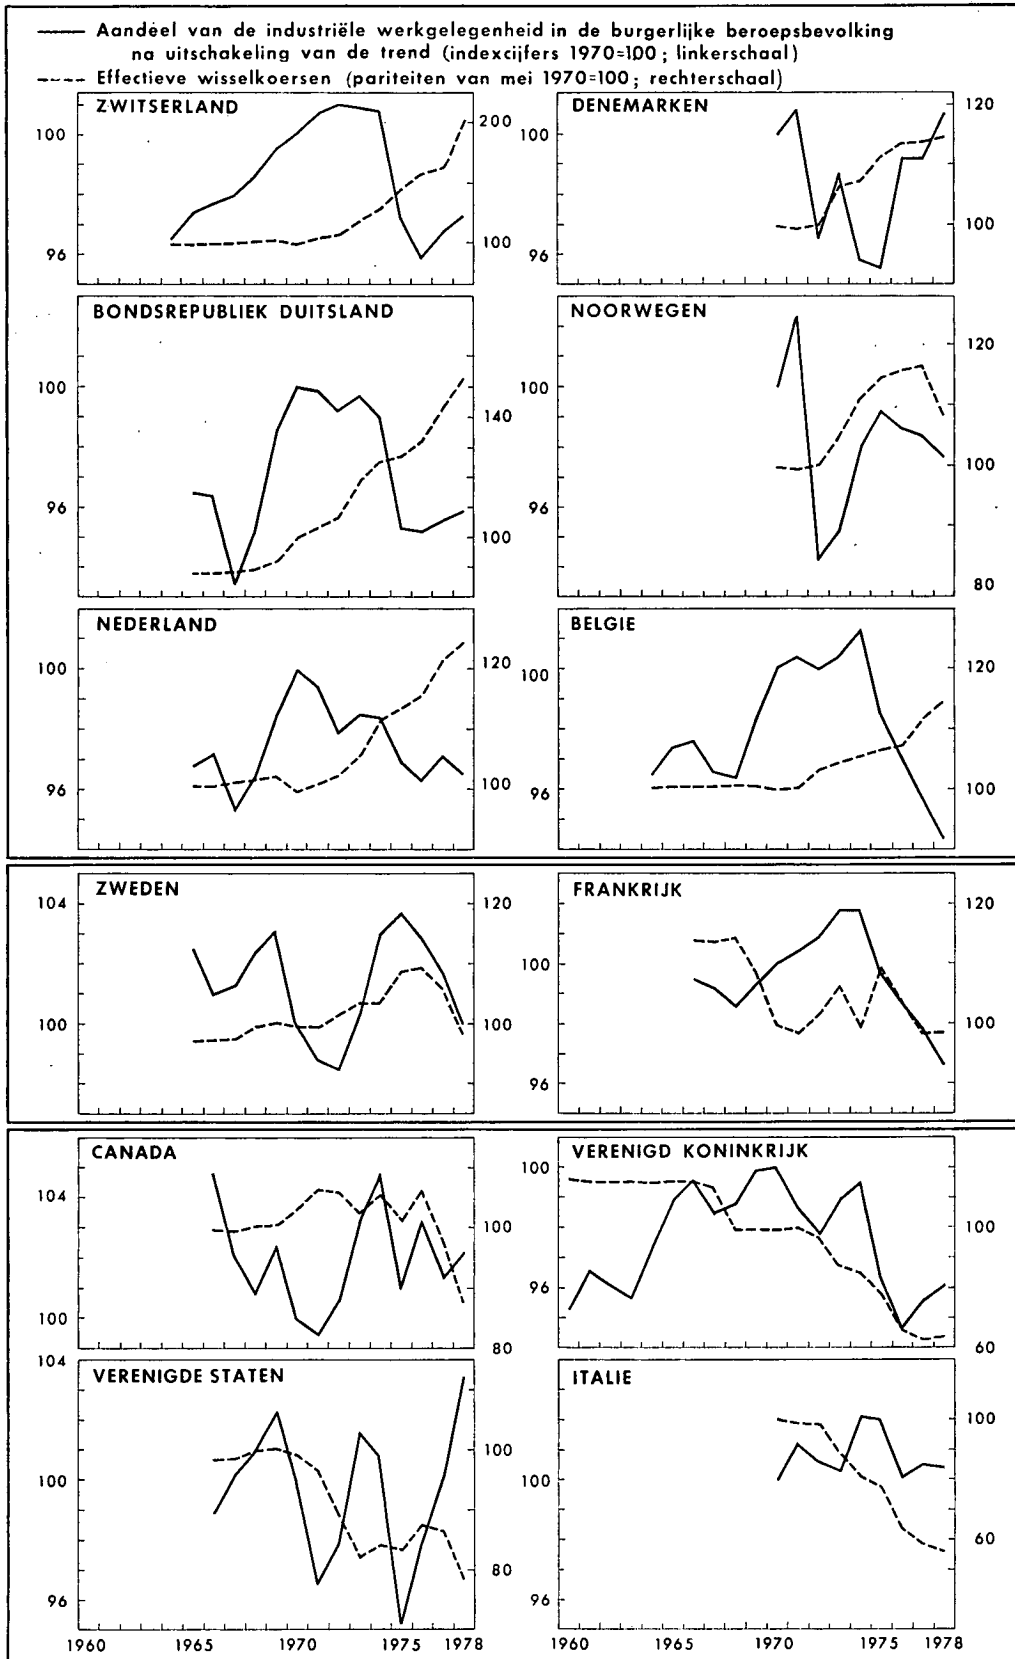 Aandeel van de industriële werkgelegenheid in de burgerlijke beroepsbevolking
na uitschakeling van de trend (indexcijfers 1970=100 ; linkerschaal)
Effectieve wisselkoersen (pariteiten van mei 1970=100 ; rechterschaal)
ZWITSERLAND
100
96
200
100
DENEMARKEN
100
96
120
100
BONDSREPUBLIEK DUITSLAND
100
96
140
100
NOORWEGEN
100
96
120
100
80
NEDERLAND
100
96
120
100
BELGIE
100
96
120
100
ZWEDEN
104
100
120
100
FRANKRIJK
100
96
120
100
CANADA
104
100
100
80
VERENIGD KONINKRIJK
100
96
100
60
VERENIGDE STATEN
104
100
96
100
80
ITALIE
100
96
100
60
1960 1965 1970 1975 1978
1960 1965 1970 1975 1978